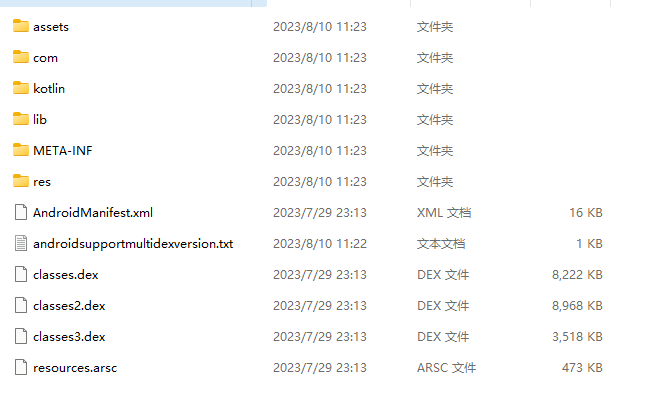 assets 2023/8/10 11:23 文件夹
com 2023/8/10 11:23 文件夹
kotlin 2023/8/10 11:23 文件夹
lib 2023/8/10 11:23 文件夹
META-INF 2023/8/10 11:23 文件夹
res 2023/8/10 11:23 文件夹
AndroidManifest.xml 2023/7/29 23:13 XML 文档 16 KB
androidsupportmultidexversion.txt 2023/8/10 11:22 文本文档 1 KB
classes.dex 2023/7/29 23:13 DEX 文件 8,222 KB
classes2.dex 2023/7/29 23:13 DEX 文件 8,968 KB
classes3.dex 2023/7/29 23:13 DEX 文件 3,518 KB
resources.arsc 2023/7/29 23:13 ARSC 文件 473 KB